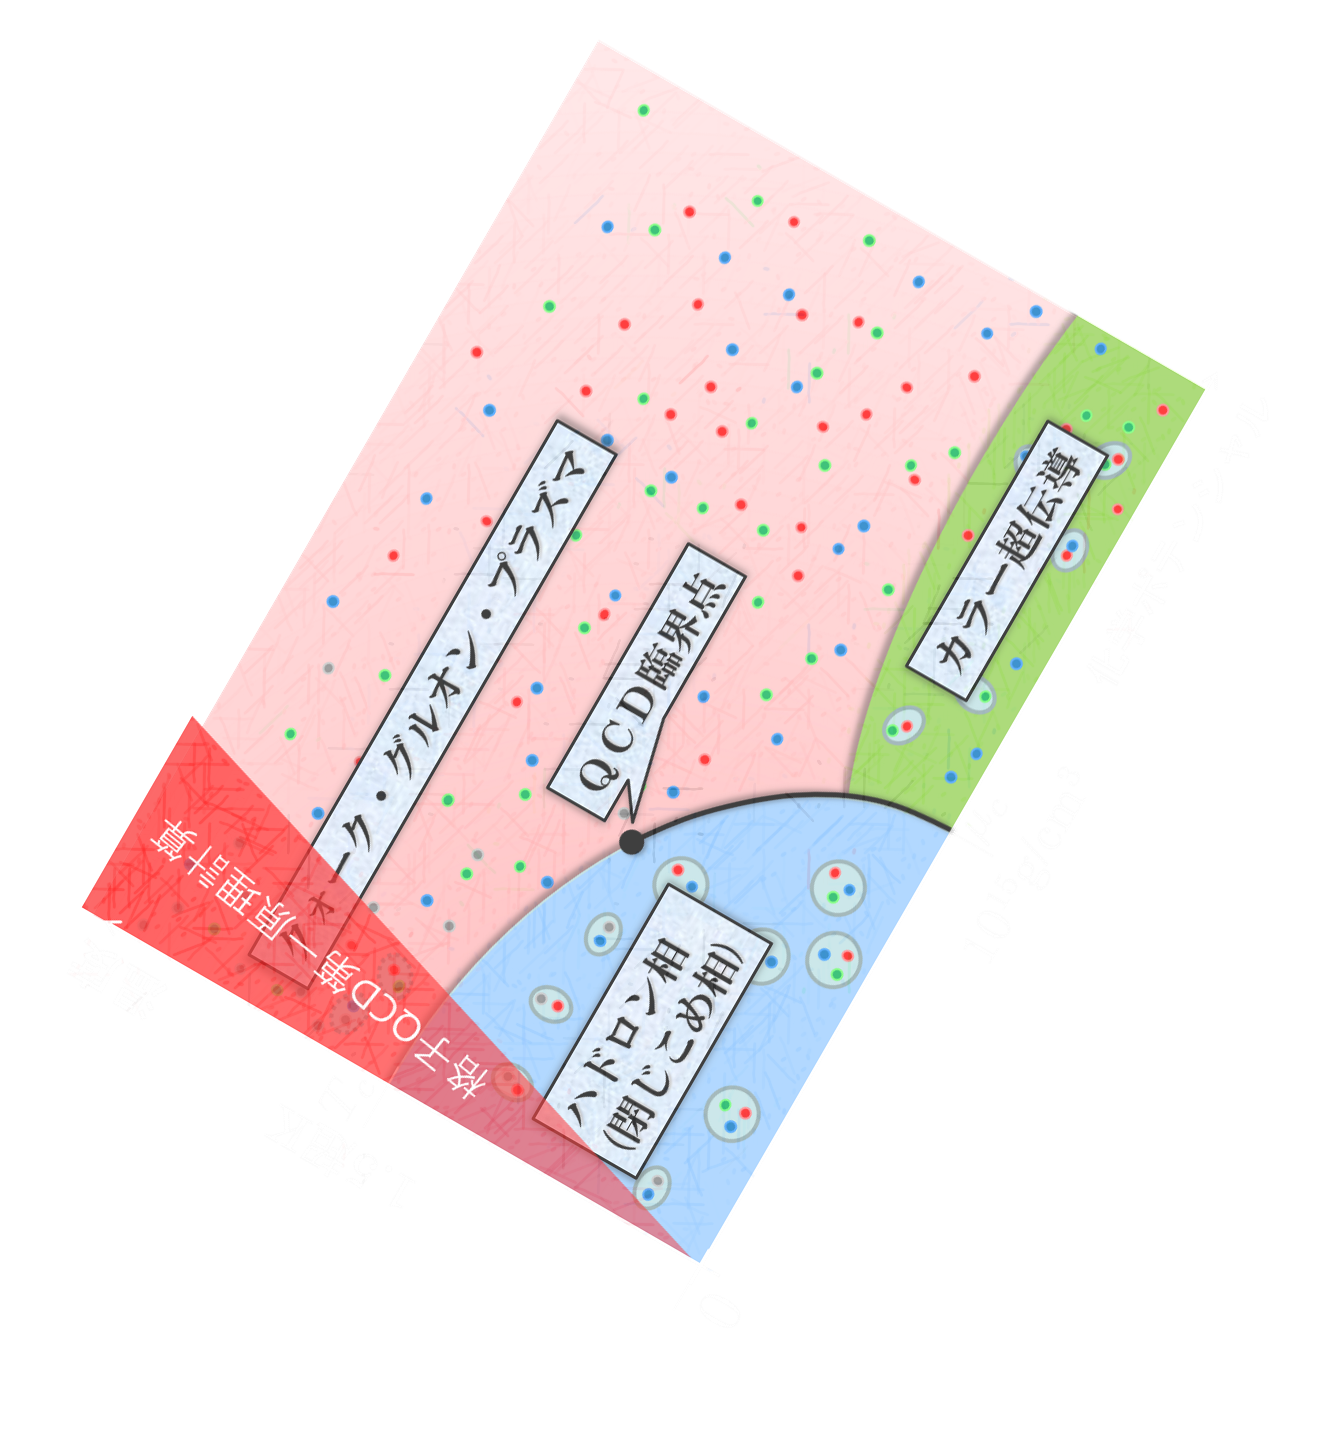 クォーク・グルオン・プラズマ
カラー超伝導
QCD臨界点
ハドロン相
(閉じこめ相)
格子QCD第一原理計算